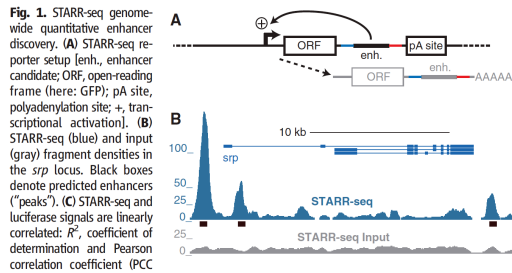 Fig. 1. STARR-seq genome-
wide quantitative enhancer
discovery. (A) STARR-seq re-
porter setup [enh., enhancer
candidate; ORF, open-reading
frame (here: GFP); pA site,
polyadenylation site; +, tran-
scriptional activation]. (B)
STARR-seq (blue) and input
(gray) fragment densities in
the srp locus. Black boxes
denote predicted enhancers
("peaks"). (C) STARR-seq and
luciferase signals are linearly
correlated: R², coefficient of
determination and Pearson
correlation coefficient (PCC
A
+
ORF
enh.
pA site
ORF
enh.
AAAAA
B
10 kb
100
srp
50
25
STARR-seq
0
25
STARR-seq Input
0